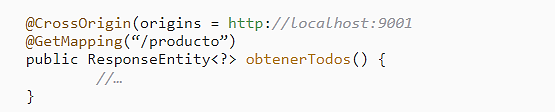 @CrossOrigin(origins = http://localhost:9001
@GetMapping(“/producto”)
public ResponseEntity<?> obtenerTodos() {
//…
}